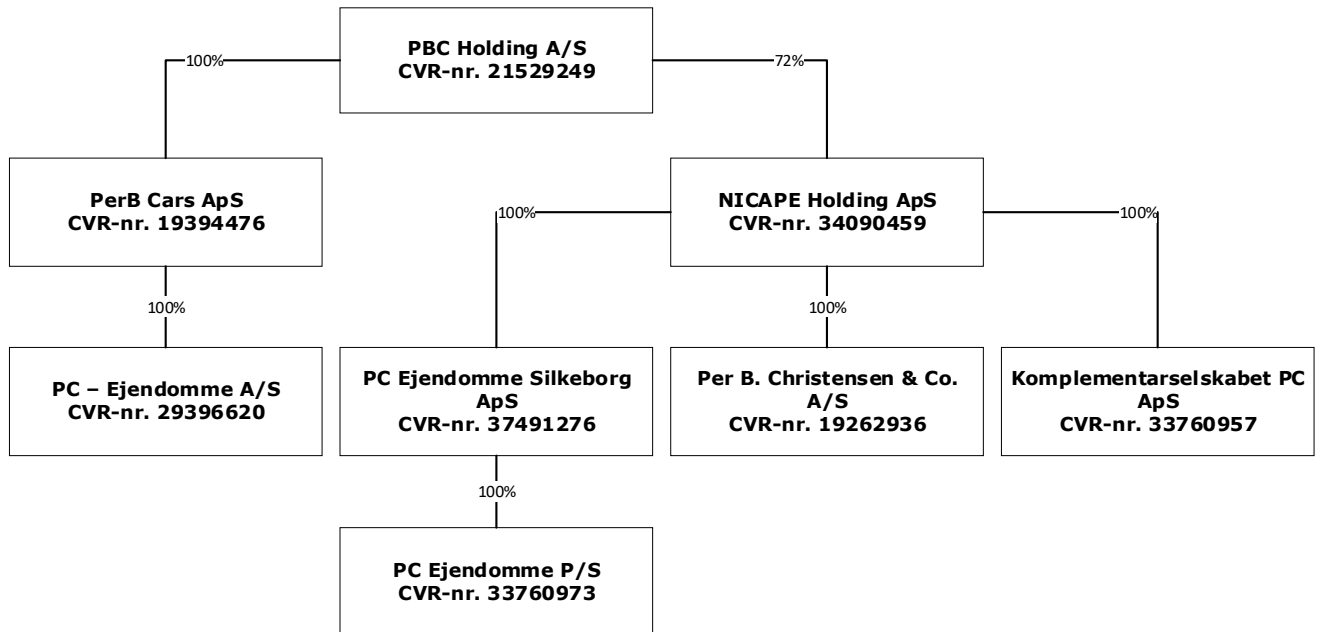 PBC Holding A/S
CVR-nr. 21529249
100%
72%
PerB Cars ApS
CVR-nr. 19394476
NICAPE Holding ApS
CVR-nr. 34090459
100%
100%
100%
100%
PC – Ejendomme A/S
CVR-nr. 29396620
PC Ejendomme Silkeborg
ApS
CVR-nr. 37491276
Per B. Christensen & Co.
A/S
CVR-nr. 19262936
Komplementarselskabet PC
ApS
CVR-nr. 33760957
100%
PC Ejendomme P/S
CVR-nr. 33760973